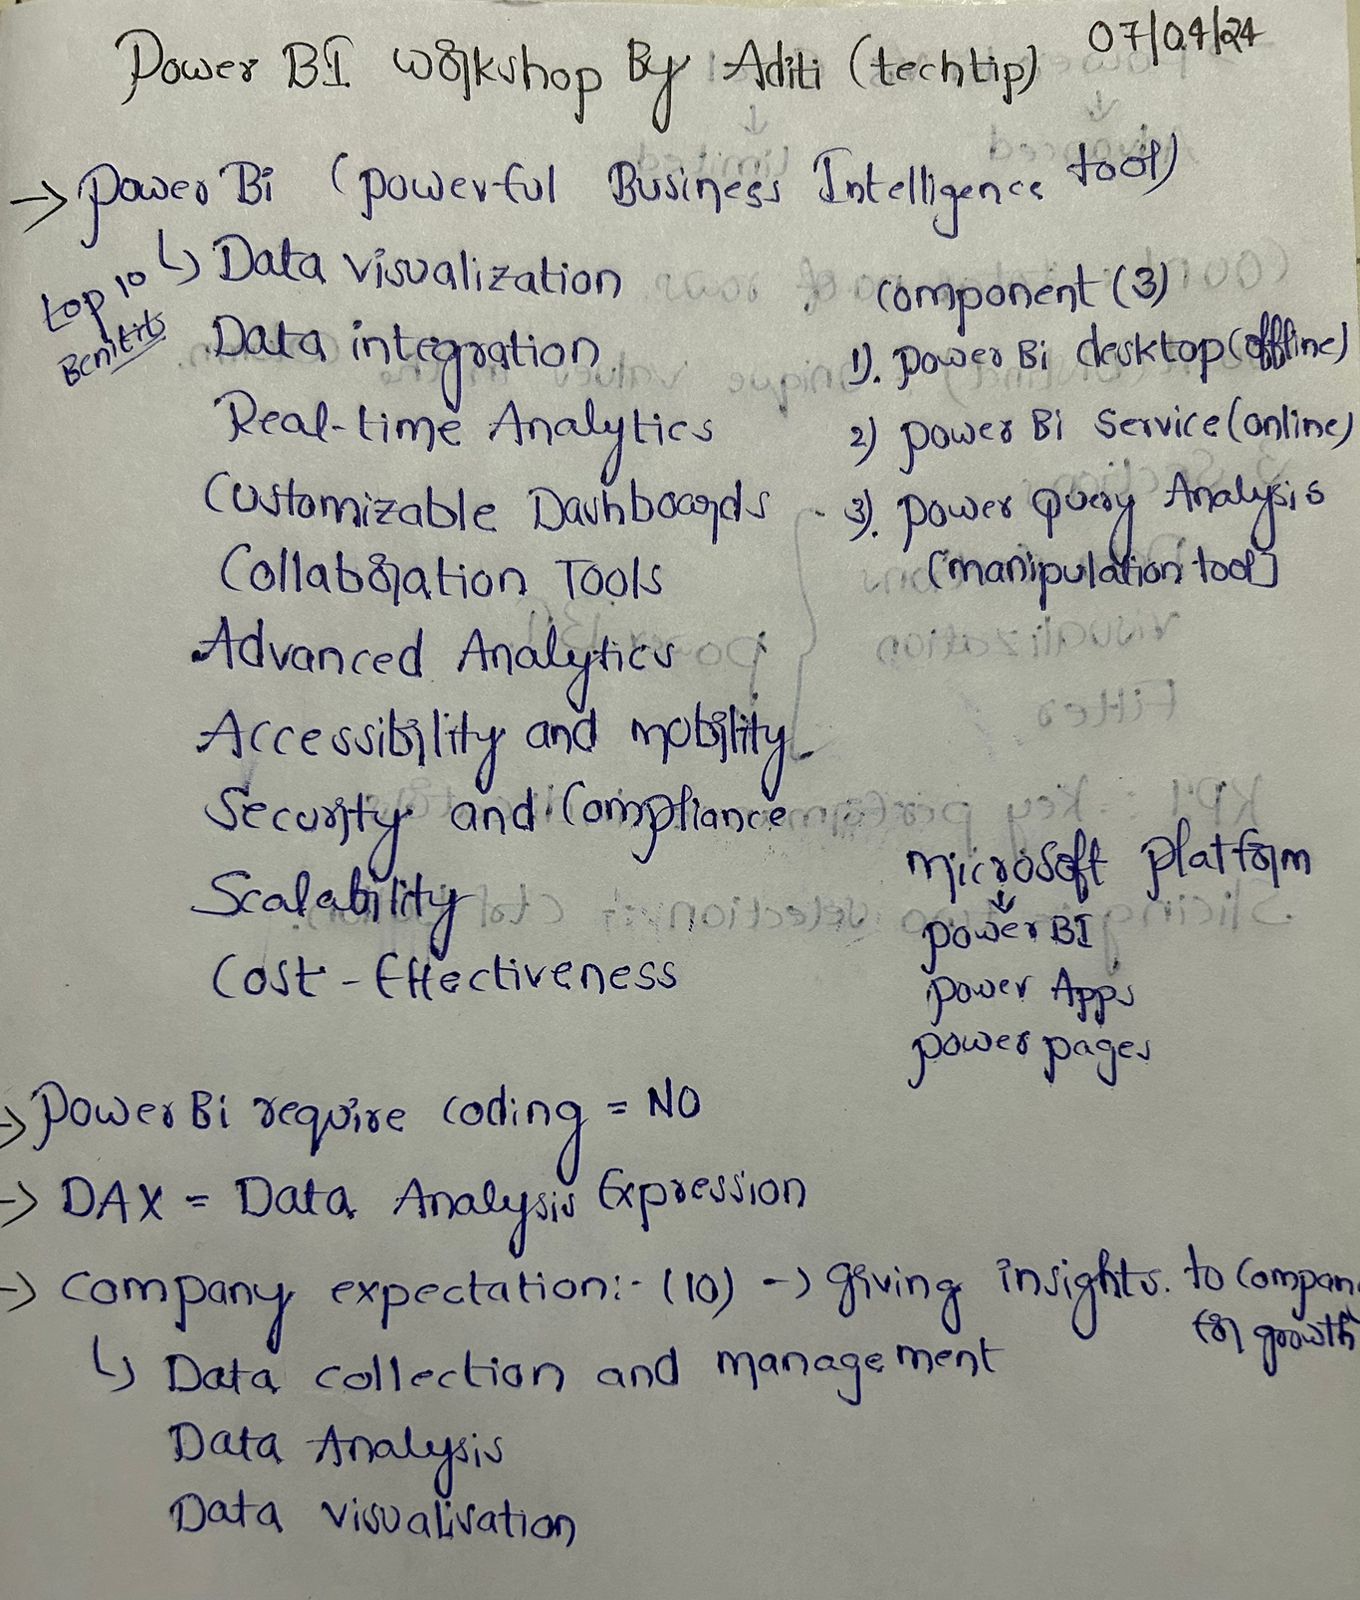 Power BI workshop By Aditi (techtip) 07/04/24
→ power Bi (powerful Business Intelligence tool)
Top 10 Benifits
↳ Data visualization
Data integration
Real-time Analytics
Customizable Dashboards
Collaboration Tools
Advanced Analytics
Accessibility and mobility
Security and Compliance
Scalability
Cost-Effectiveness
component (3)
1). power Bi desktop (offline)
2) power Bi Service (online)
3). power query Analysis
(manipulation tool)
microsoft platform
↓
power BI
power Apps
power pages
→ power Bi require coding = NO
→ DAX = Data Analysis Expression
→ company expectation:- (10) → giving insights. to Compan
for growth
↳ Data collection and management
Data Analysis
Data visualisation